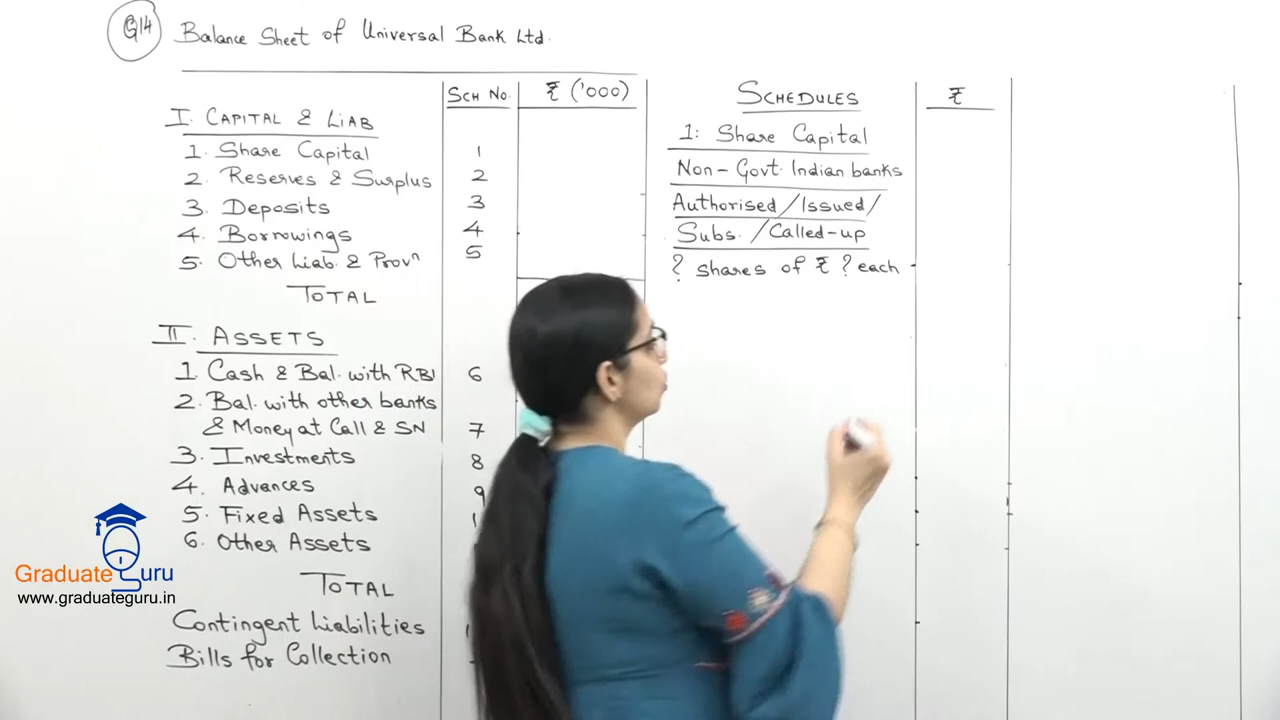 G14 Balance Sheet of Universal Bank Ltd.
SCH No. ₹ ('000)
I. CAPITAL & LIAB
1. Share Capital 1
2. Reserves & Surplus 2
3. Deposits 3
4. Borrowings 4
5. Other Liab. & Provⁿ 5
TOTAL
II. ASSETS
1. Cash & Bal. with RBI 6
2. Bal. with other banks
& Money at Call & SN 7
3. Investments 8
4. Advances 9
5. Fixed Assets
6. Other Assets
TOTAL
Contingent Liabilities
Bills for Collection
SCHEDULES ₹
1: Share Capital
Non-Govt. Indian banks
Authorised/Issued/
Subs./Called-up
? shares of ₹ ? each
GraduateGuru
www.graduateguru.in